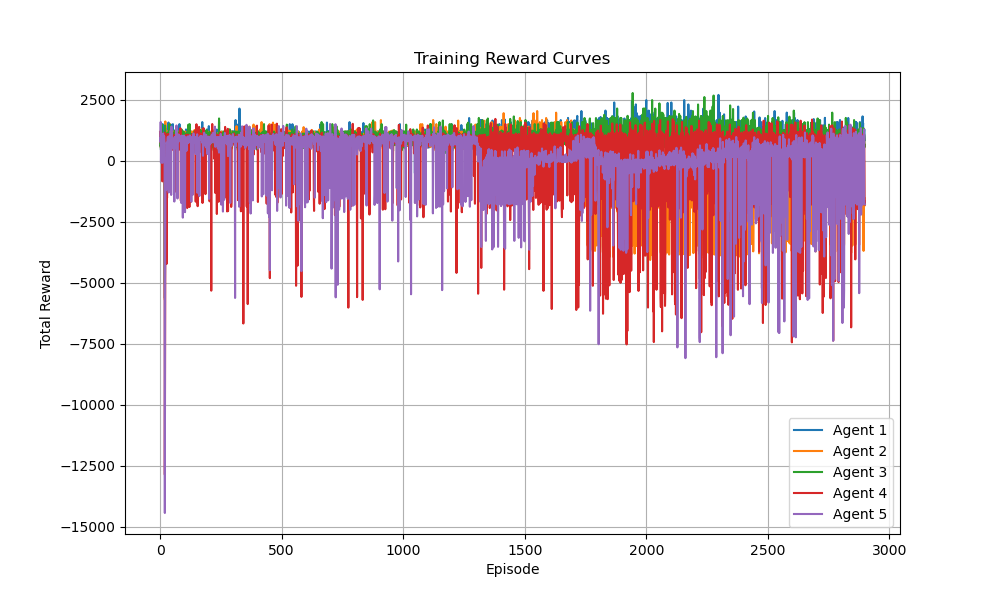 Training Reward Curves
2500
0
−2500
−5000
−7500
−10000
−12500
−15000
Total Reward
0 500 1000 1500 2000 2500 3000
Episode
Agent 1
Agent 2
Agent 3
Agent 4
Agent 5